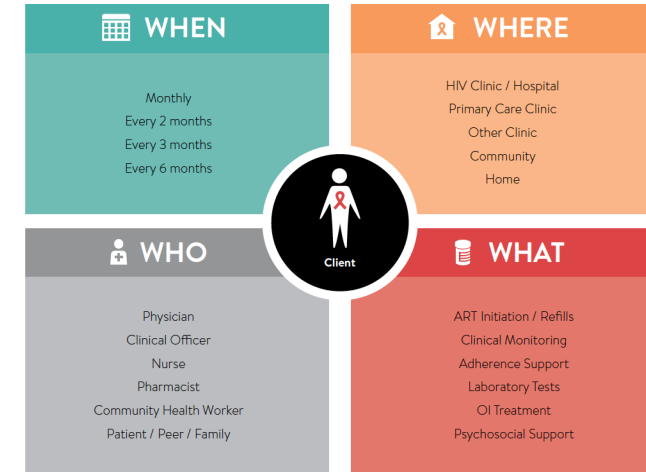 WHEN
Monthly
Every 2 months
Every 3 months
Every 6 months
WHERE
HIV Clinic / Hospital
Primary Care Clinic
Other Clinic
Community
Home
Client
WHO
Physician
Clinical Officer
Nurse
Pharmacist
Community Health Worker
Patient / Peer / Family
WHAT
ART Initiation / Refills
Clinical Monitoring
Adherence Support
Laboratory Tests
OI Treatment
Psychosocial Support